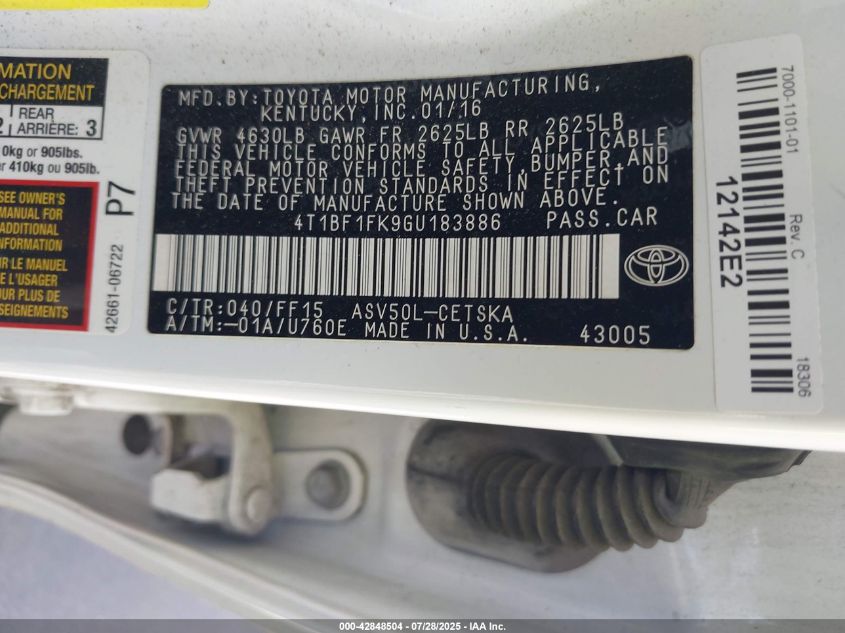 MATION
CHARGEMENT
REAR
ARRIÈRE: 3
0kg or 905lbs.
r 410kg ou 905lb.
SEE OWNER'S
MANUAL FOR
ADDITIONAL
INFORMATION
R LE MANUEL
E L'USAGER
UR PLUS DE
SEIGNEMENTS
P7
42661-06722
MFD. BY: TOYOTA MOTOR MANUFACTURING,
KENTUCKY, INC. 01/16
GVWR 4630LB GAWR FR 2625LB RR 2625LB
THIS VEHICLE CONFORMS TO ALL APPLICABLE
FEDERAL MOTOR VEHICLE SAFETY, BUMPER, AND
THEFT PREVENTION STANDARDS IN EFFECT ON
THE DATE OF MANUFACTURE SHOWN ABOVE.
4T1BF1FK9GU183886 PASS. CAR
C/TR: 040/FF15 ASV50L-CETSKA
A/TM: -01A/U760E MADE IN U.S.A. 43005
7000-1101-01 Rev. C 18306
12142E2
000-42848504 | 07/28/2025 - IAA Inc.